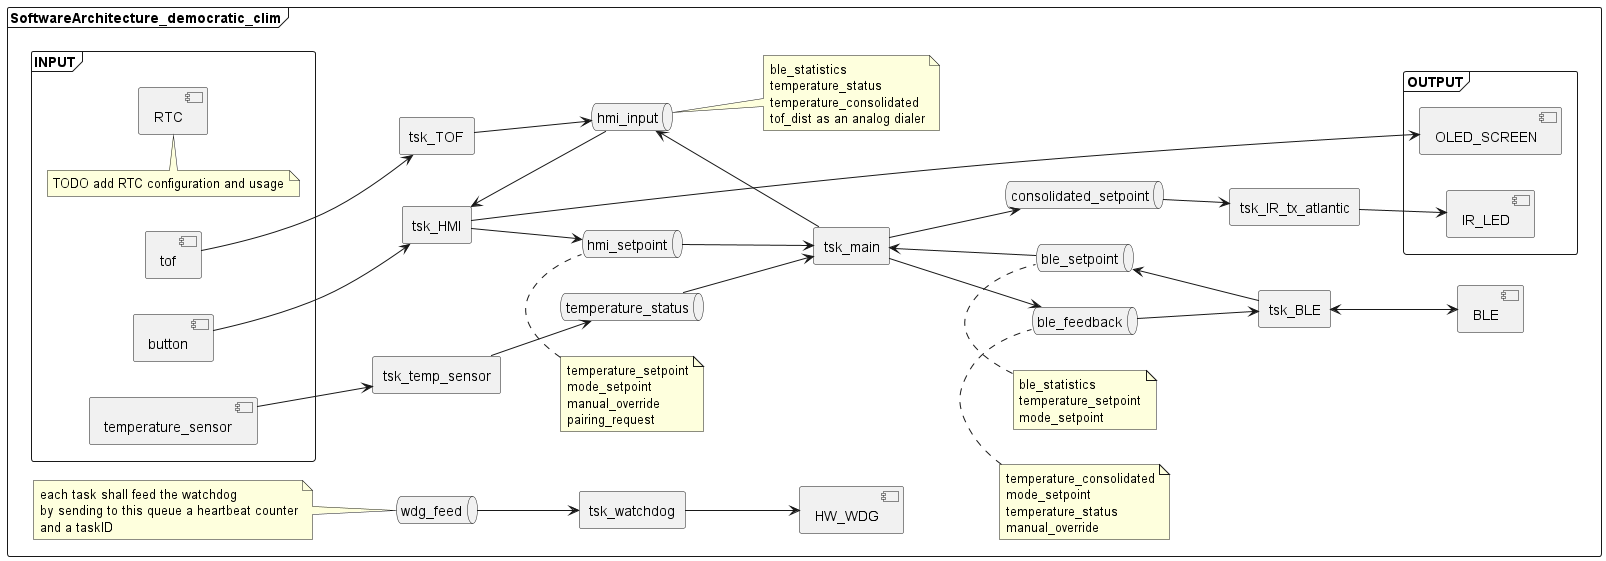 SoftwareArchitecture_democratic_clim
INPUT
RTC
TODO add RTC configuration and usage
tof
button
temperature_sensor
each task shall feed the watchdog
by sending to this queue a heartbeat counter
and a taskID
tsk_TOF
tsk_HMI
tsk_temp_sensor
wdg_feed
hmi_input
ble_statistics
temperature_status
temperature_consolidated
tof_dist as an analog dialer
hmi_setpoint
temperature_status
temperature_setpoint
mode_setpoint
manual_override
pairing_request
tsk_watchdog
tsk_main
HW_WDG
consolidated_setpoint
ble_setpoint
ble_feedback
ble_statistics
temperature_setpoint
mode_setpoint
temperature_consolidated
mode_setpoint
temperature_status
manual_override
tsk_IR_tx_atlantic
tsk_BLE
OUTPUT
OLED_SCREEN
IR_LED
BLE